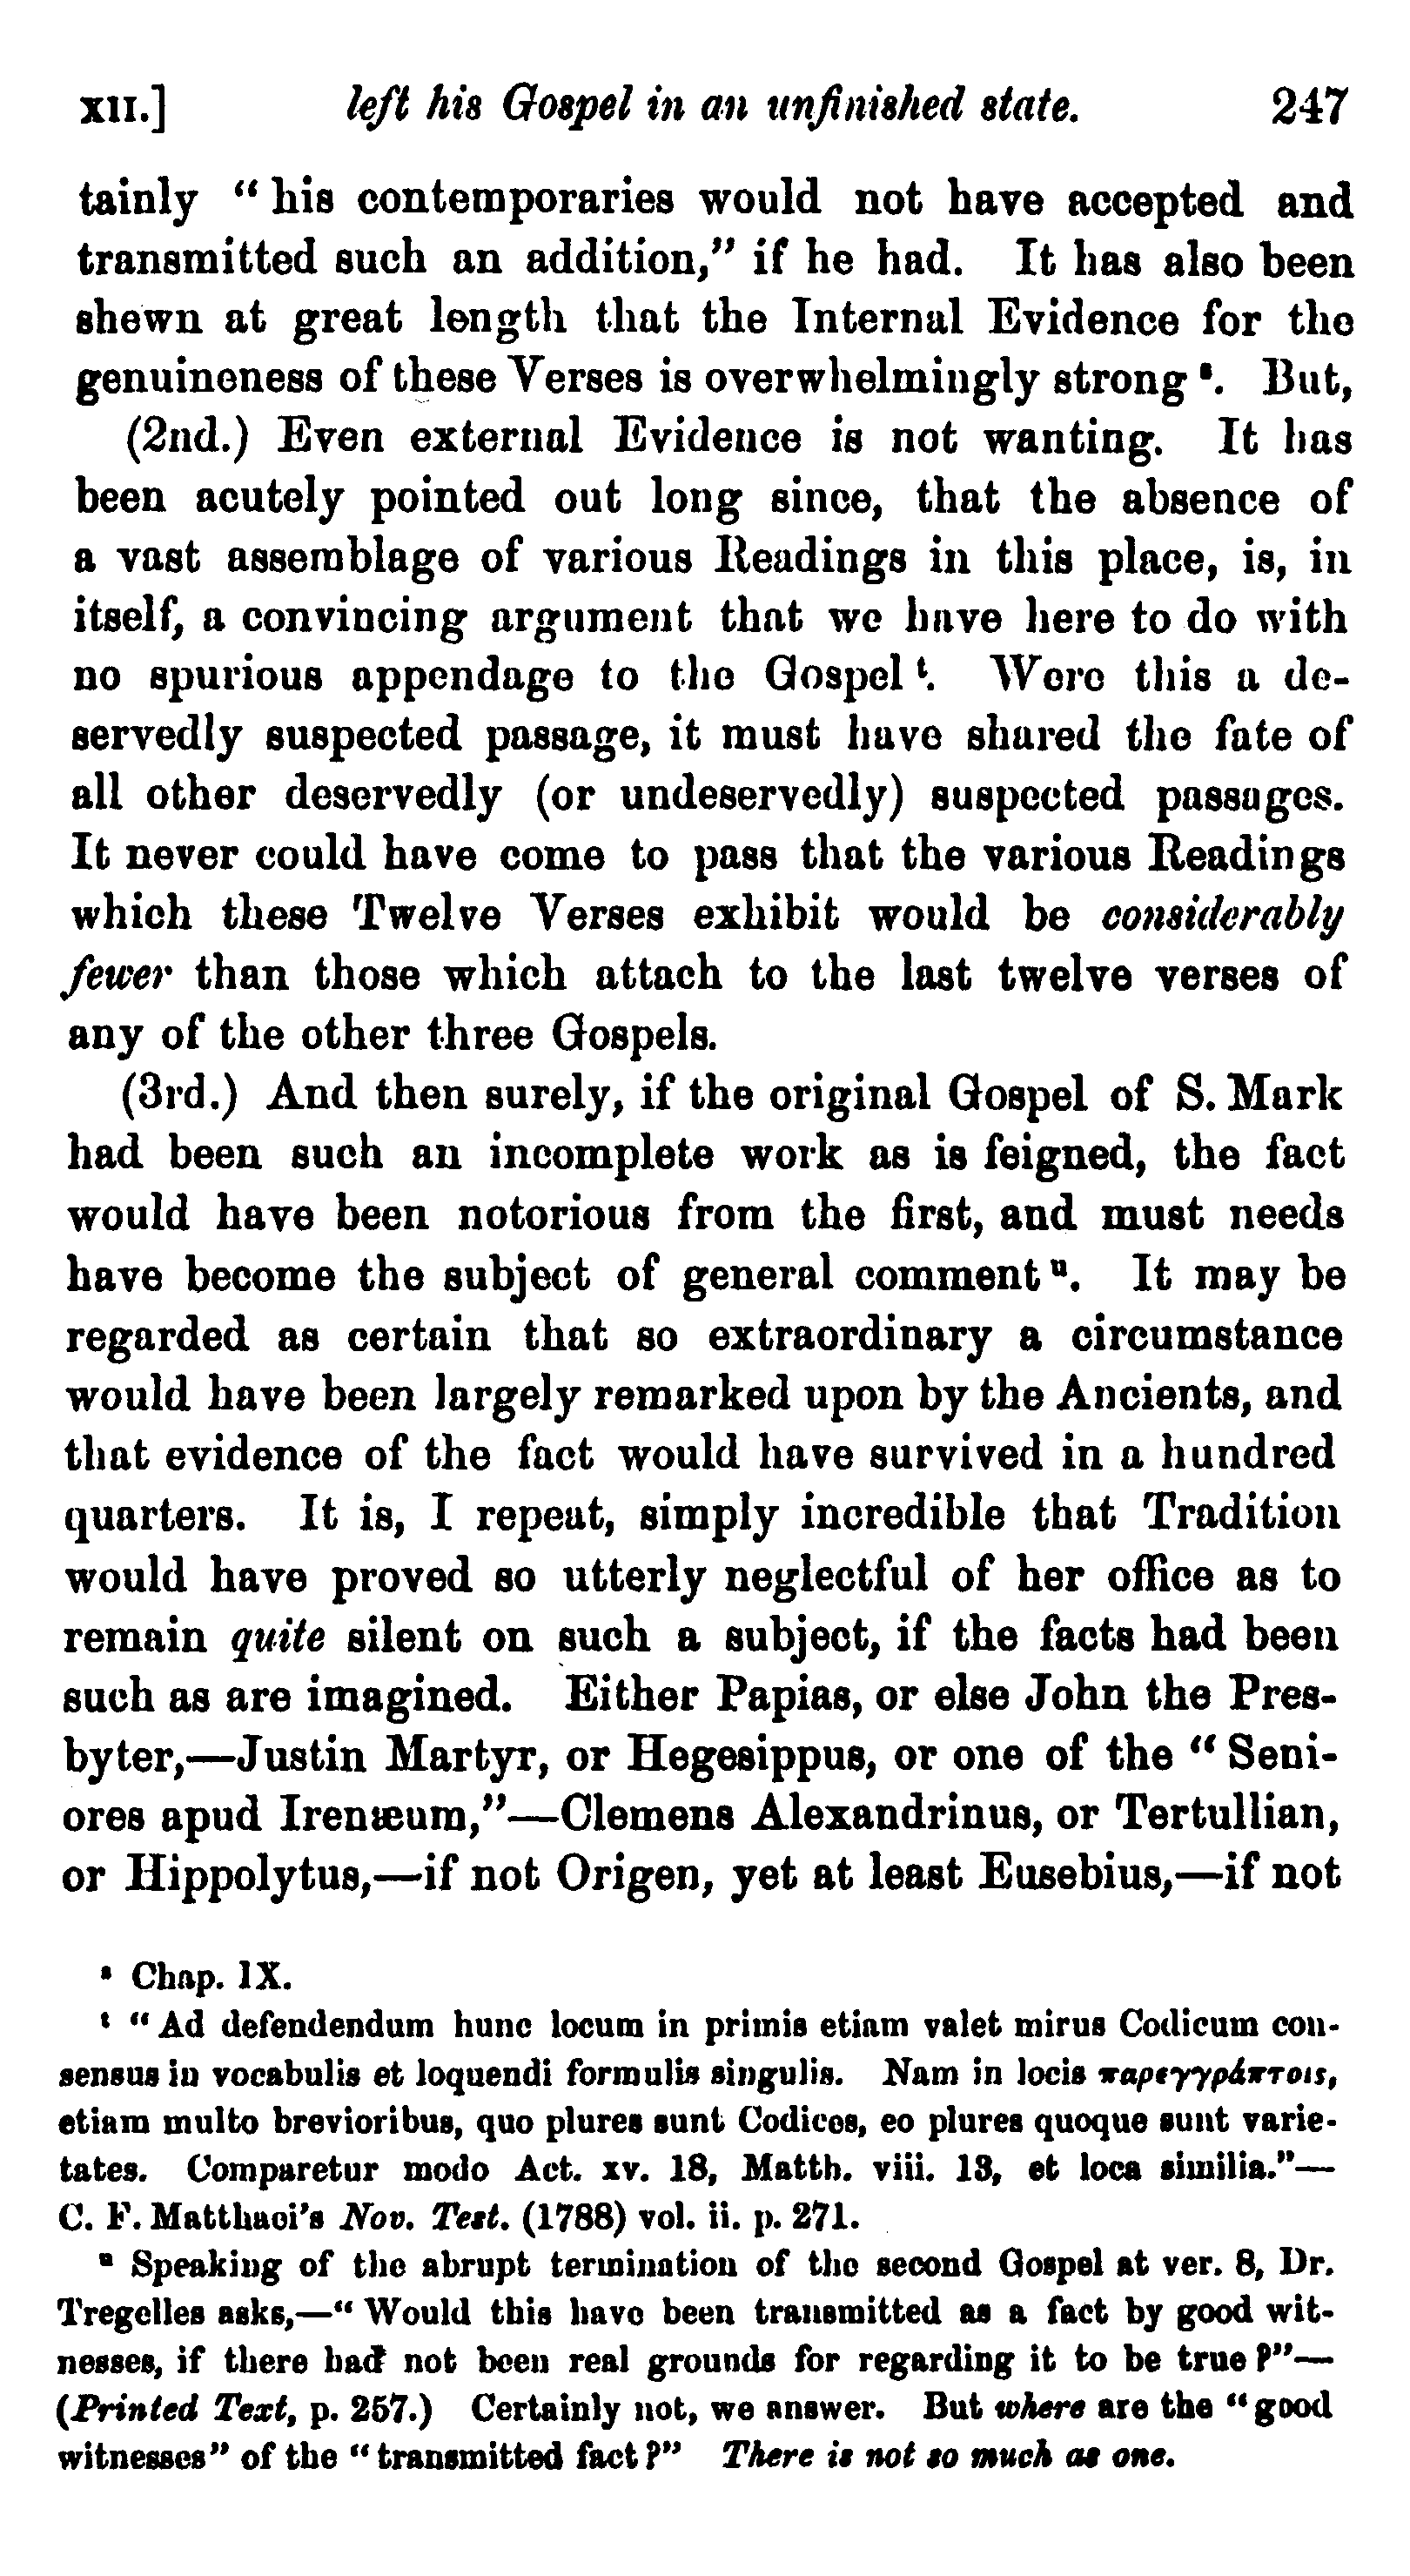 XII.] left his Gospel in an unfinished state. 247
tainly “ his contemporaries would not have accepted and
transmitted such an addition,” if he had. It has also been
shewn at great length that the Internal Evidence for the
genuineness of these Verses is overwhelmingly strong ˢ. But,
(2nd.) Even external Evidence is not wanting. It has
been acutely pointed out long since, that the absence of
a vast assemblage of various Readings in this place, is, in
itself, a convincing argument that we have here to do with
no spurious appendage to the Gospel ᵗ. Were this a de-
servedly suspected passage, it must have shared the fate of
all other deservedly (or undeservedly) suspected passages.
It never could have come to pass that the various Readings
which these Twelve Verses exhibit would be considerably
fewer than those which attach to the last twelve verses of
any of the other three Gospels.
(3rd.) And then surely, if the original Gospel of S. Mark
had been such an incomplete work as is feigned, the fact
would have been notorious from the first, and must needs
have become the subject of general comment ᵘ. It may be
regarded as certain that so extraordinary a circumstance
would have been largely remarked upon by the Ancients, and
that evidence of the fact would have survived in a hundred
quarters. It is, I repeat, simply incredible that Tradition
would have proved so utterly neglectful of her office as to
remain quite silent on such a subject, if the facts had been
such as are imagined. Either Papias, or else John the Pres-
byter,—Justin Martyr, or Hegesippus, or one of the “ Seni-
ores apud Irenæum,”—Clemens Alexandrinus, or Tertullian,
or Hippolytus,—if not Origen, yet at least Eusebius,—if not
ˢ Chap. IX.
ᵗ “ Ad defendendum hunc locum in primis etiam valet mirus Codicum con-
sensus in vocabulis et loquendi formulis singulis. Nam in locis παρεγγράπτοις,
etiam multo brevioribus, quo plures sunt Codices, eo plures quoque sunt varie-
tates. Comparetur modo Act. xv. 18, Matth. viii. 13, et loca similia.”—
C. F. Matthaei’s Nov. Test. (1788) vol. ii. p. 271.
ᵘ Speaking of the abrupt termination of the second Gospel at ver. 8, Dr.
Tregelles asks,—“ Would this have been transmitted as a fact by good wit-
nesses, if there had not been real grounds for regarding it to be true ?”—
(Printed Text, p. 257.) Certainly not, we answer. But where are the “ good
witnesses” of the “ transmitted fact ?” There is not so much as one.